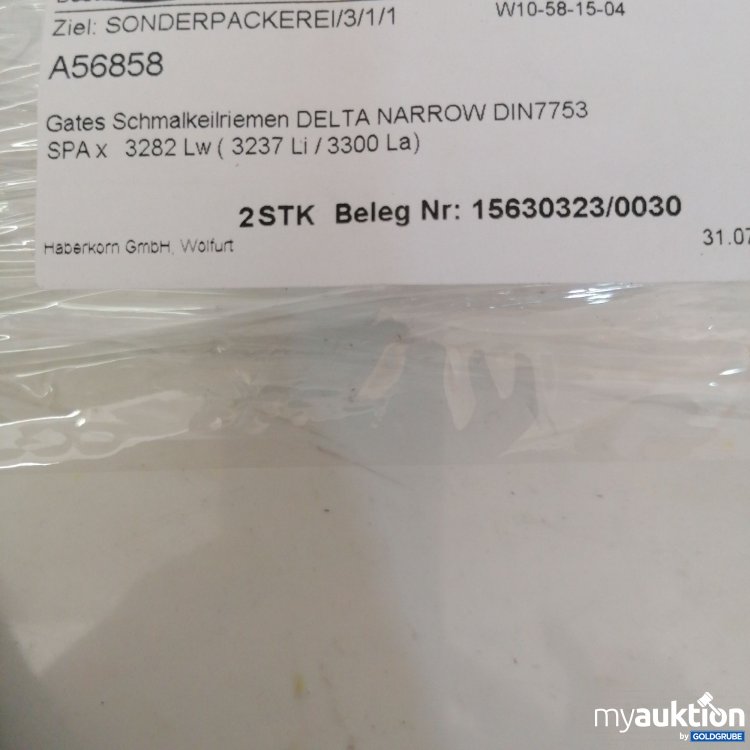 Ziel: SONDERPACKEREI/3/1/1
W10-58-15-04
A56858
Gates Schmalkeilriemen DELTA NARROW DIN7753
SPA x 3282 Lw ( 3237 Li / 3300 La)
2STK Beleg Nr: 15630323/0030
Haberkorn GmbH, Wolfurt
31.07
myauktion
by GOLDGRUBE